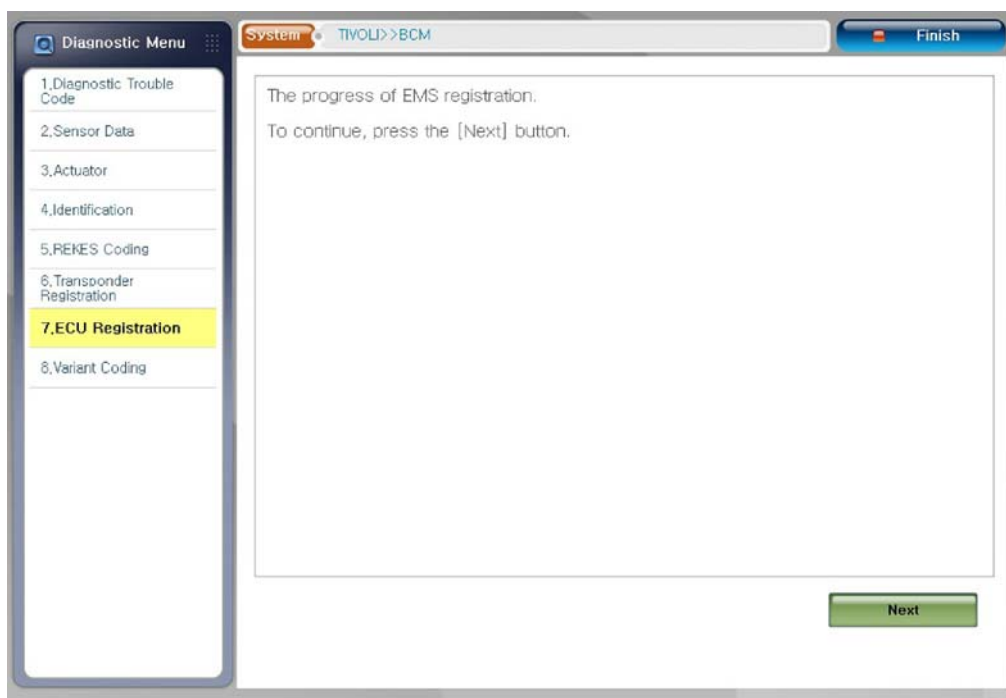 Diagnostic Menu
System
TIVOLI>>BCM
Finish
1.Diagnostic Trouble
Code
2.Sensor Data
3.Actuator
4.Identification
5.REKES Coding
6.Transponder
Registration
7.ECU Registration
8.Variant Coding
The progress of EMS registration.
To continue, press the [Next] button.
Next